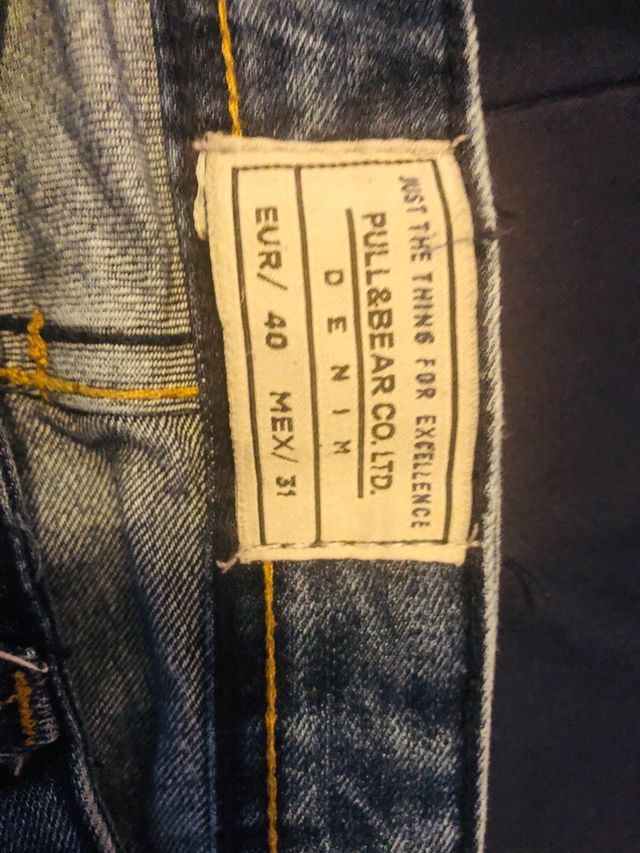 JUST THE THING FOR EXCELLENCE
PULL&BEAR CO. LTD.
DENIM
EUR/ 40 MEX/ 31